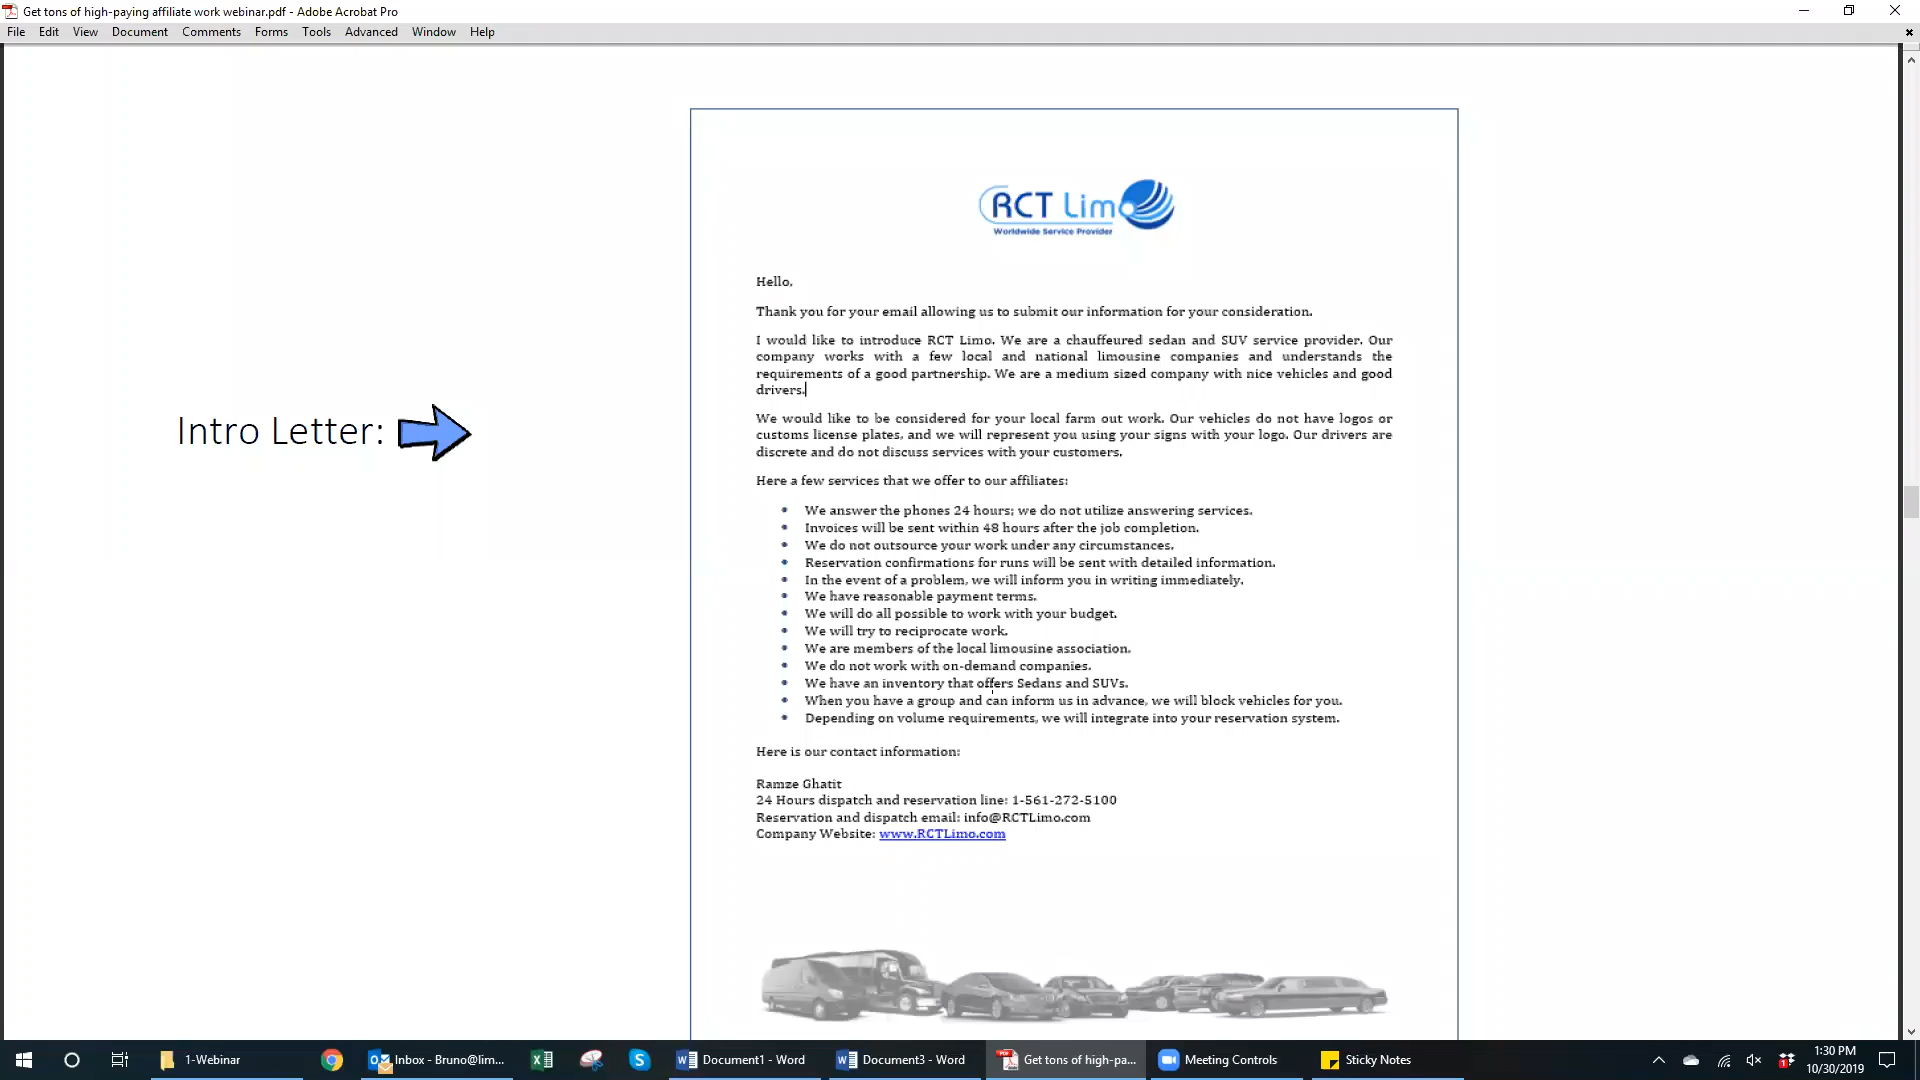 Get tons of high-paying affiliate work webinar.pdf - Adobe Acrobat Pro
File Edit View Document Comments Forms Tools Advanced Window Help
RCT Limo
Worldwide Service Provider
Hello,
Thank you for your email allowing us to submit our information for your consideration.
I would like to introduce RCT Limo. We are a chauffeured sedan and SUV service provider. Our
company works with a few local and national limousine companies and understands the
requirements of a good partnership. We are a medium sized company with nice vehicles and good
drivers.
Intro Letter:
We would like to be considered for your local farm out work. Our vehicles do not have logos or
customs license plates, and we will represent you using your signs with your logo. Our drivers are
discrete and do not discuss services with your customers.
Here a few services that we offer to our affiliates:
• We answer the phones 24 hours; we do not utilize answering services.
• Invoices will be sent within 48 hours after the job completion.
• We do not outsource your work under any circumstances.
• Reservation confirmations for runs will be sent with detailed information.
• In the event of a problem, we will inform you in writing immediately.
• We have reasonable payment terms.
• We will do all possible to work with your budget.
• We will try to reciprocate work.
• We are members of the local limousine association.
• We do not work with on-demand companies.
• We have an inventory that offers Sedans and SUVs.
• When you have a group and can inform us in advance, we will block vehicles for you.
• Depending on volume requirements, we will integrate into your reservation system.
Here is our contact information:
Ramze Ghatit
24 Hours dispatch and reservation line: 1-561-272-5100
Reservation and dispatch email: info@RCTLimo.com
Company Website: www.RCTLimo.com
1-Webinar
Inbox - Bruno@lim...
Document1 - Word
Document3 - Word
Get tons of high-pa...
Meeting Controls
Sticky Notes
1:30 PM
10/30/2019